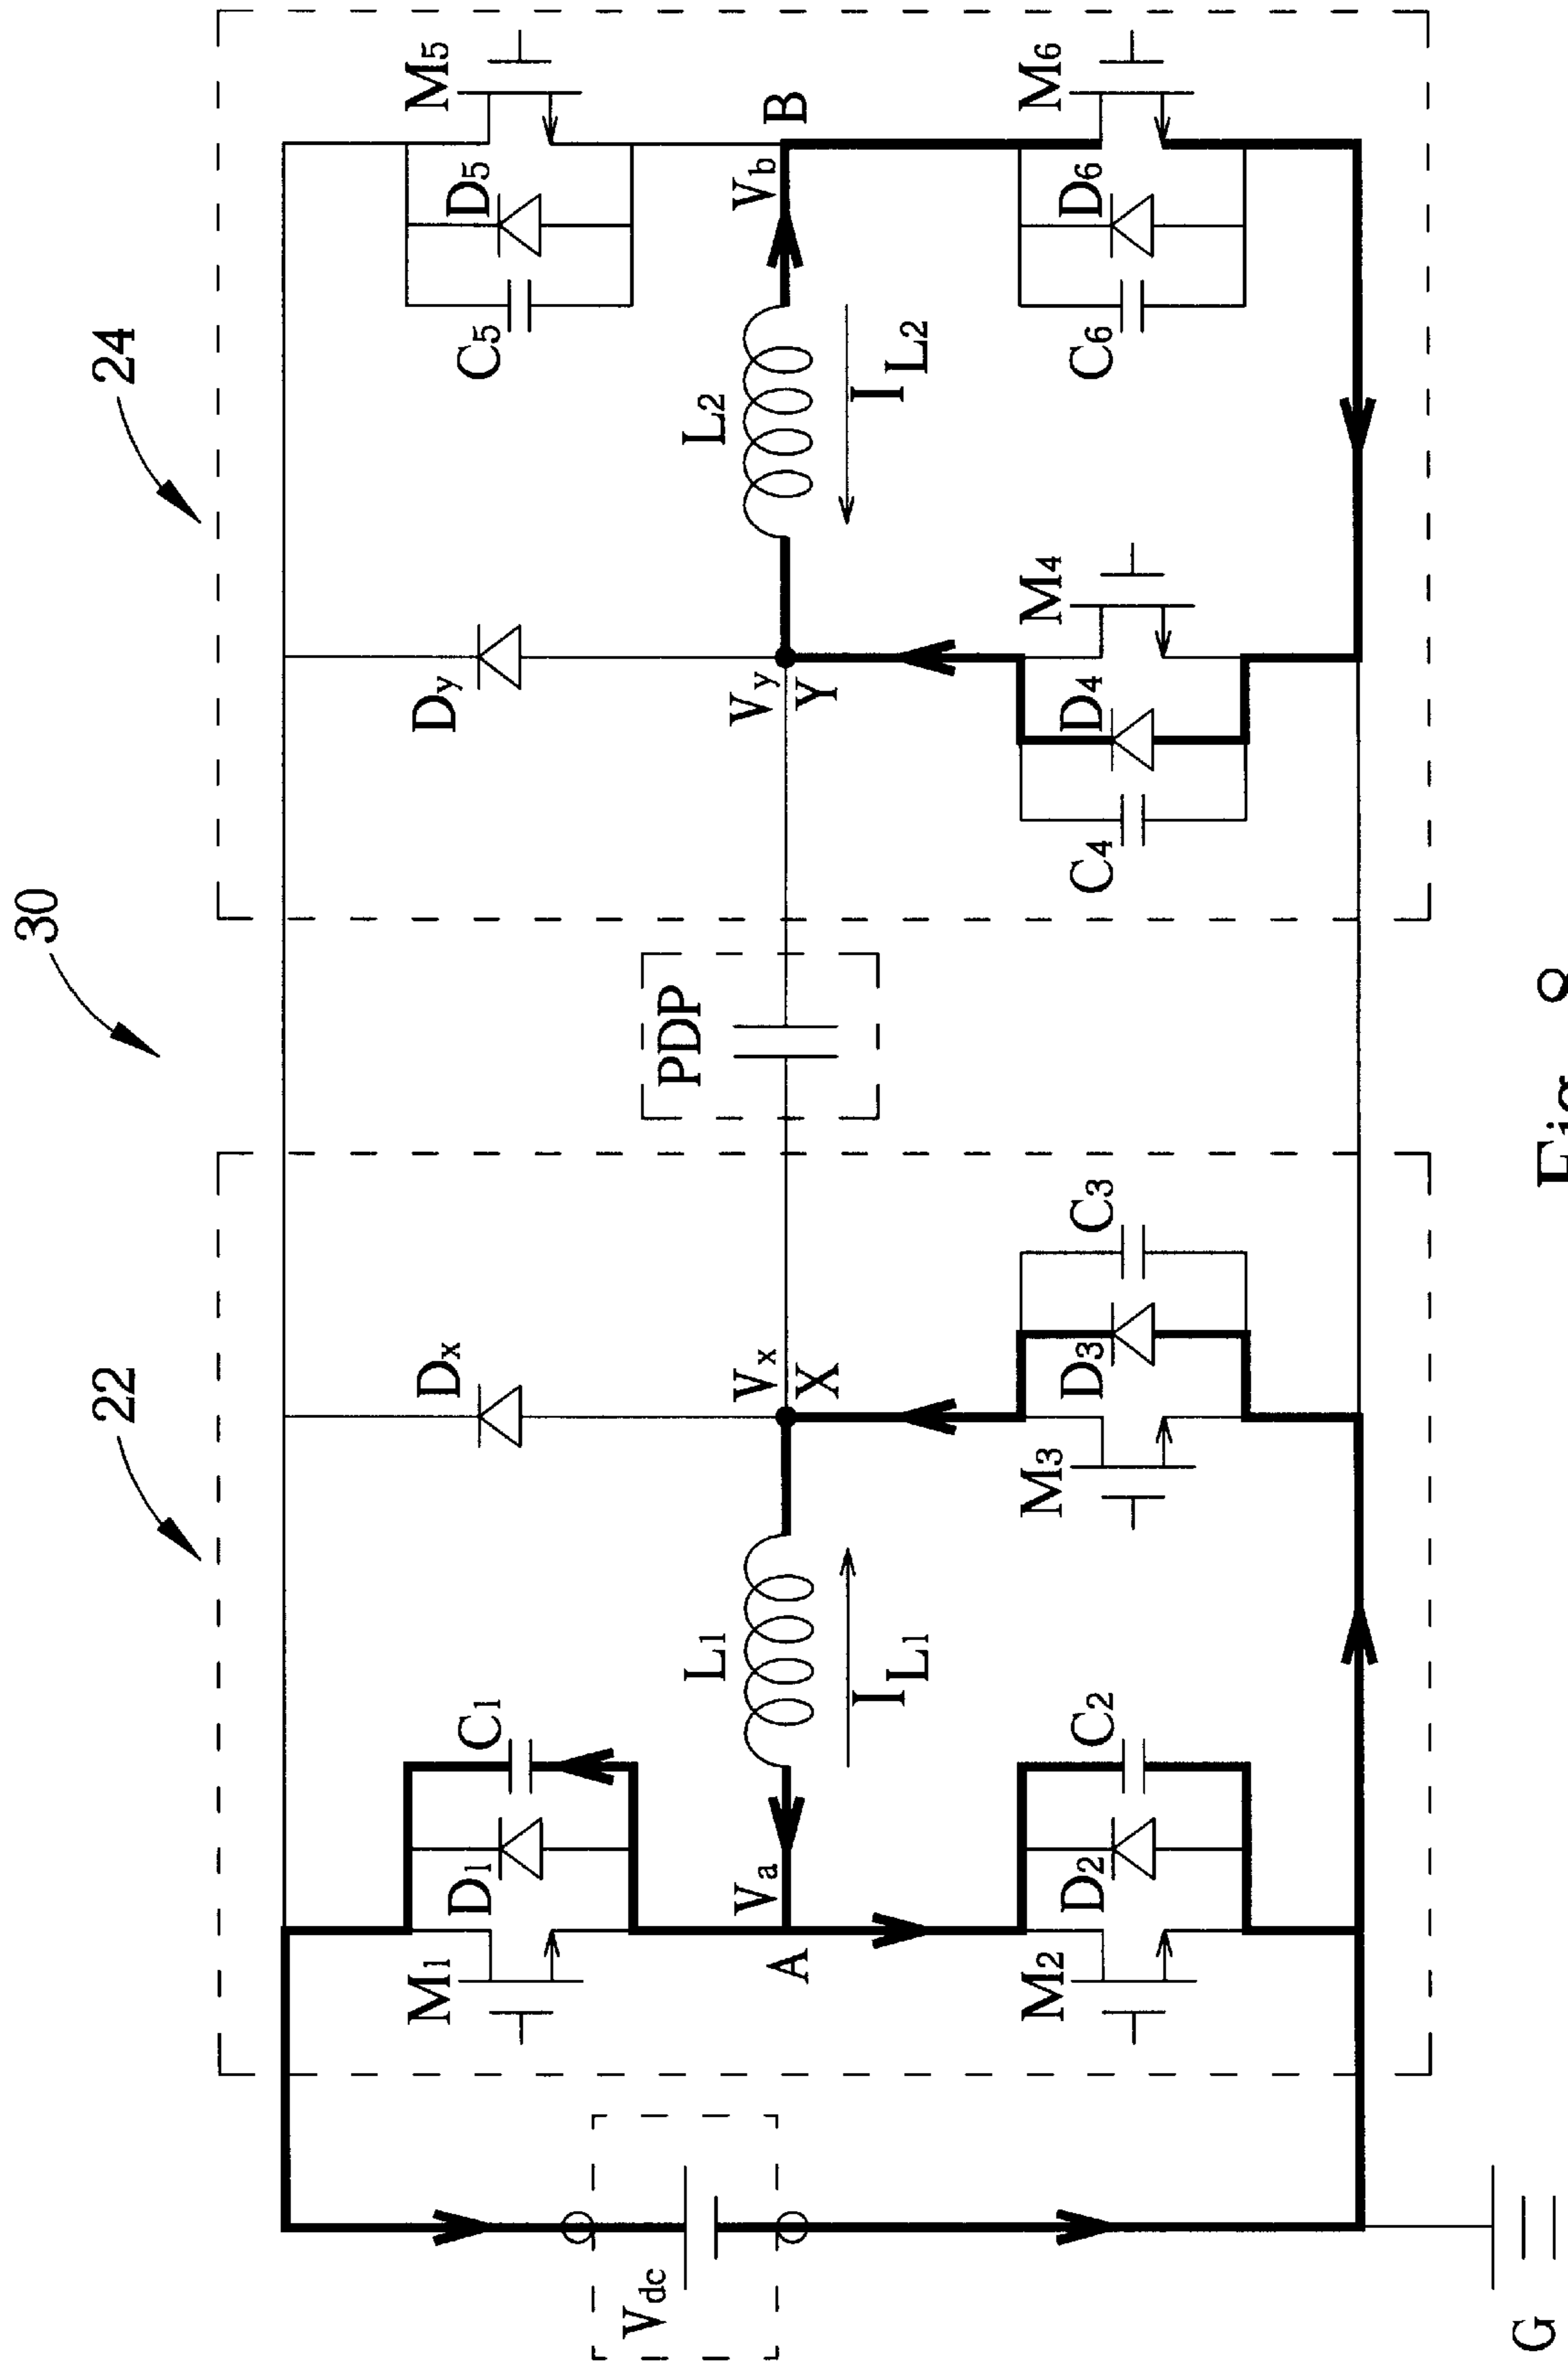 30
22
24
M1
D1
C1
Dx
Dy
C5
D5
M5
Vdc
L1
PDP
L2
Va
Vx
Vy
Vb
A
X
Y
B
IL1
IL2
M2
D2
C2
M3
D3
C3
C4
D4
M4
C6
D6
M6
G
Fig.